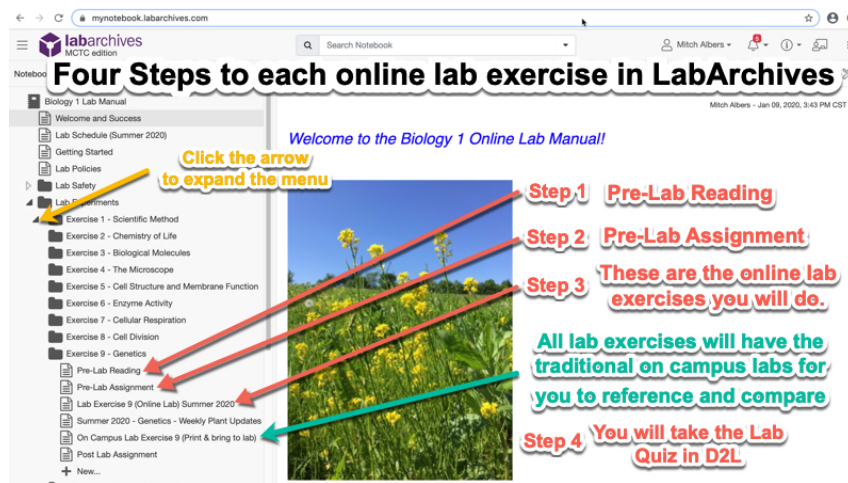 mynotebook.labarchives.com
labarchives
MCTC edition
Search Notebook
Mitch Albers
5
Four Steps to each online lab exercise in LabArchives
Biology 1 Lab Manual
Mitch Albers - Jan 09, 2020, 3:43 PM CST
Welcome and Success
Lab Schedule (Summer 2020)
Getting Started
Lab Policies
Lab Safety
Lab Experiments
Exercise 1 - Scientific Method
Exercise 2 - Chemistry of Life
Exercise 3 - Biological Molecules
Exercise 4 - The Microscope
Exercise 5 - Cell Structure and Membrane Function
Exercise 6 - Enzyme Activity
Exercise 7 - Cellular Respiration
Exercise 8 - Cell Division
Exercise 9 - Genetics
Pre-Lab Reading
Pre-Lab Assignment
Lab Exercise 9 (Online Lab) Summer 2020
Summer 2020 - Genetics - Weekly Plant Updates
On Campus Lab Exercise 9 (Print & bring to lab)
Post Lab Assignment
New...
Click the arrow
to expand the menu
Welcome to the Biology 1 Online Lab Manual!
Step 1 Pre-Lab Reading
Step 2 Pre-Lab Assignment
Step 3 These are the online lab
exercises you will do.
All lab exercises will have the
traditional on campus labs for
you to reference and compare
Step 4 You will take the Lab
Quiz in D2L